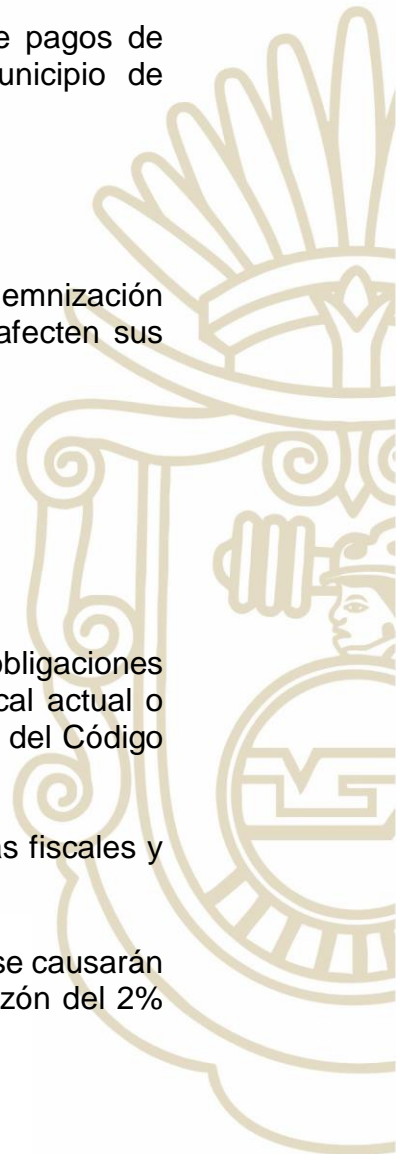 e pagos de
unicipio de
emnización
afecten sus
obligaciones
cal actual o
del Código
as fiscales y
se causarán
zón del 2%